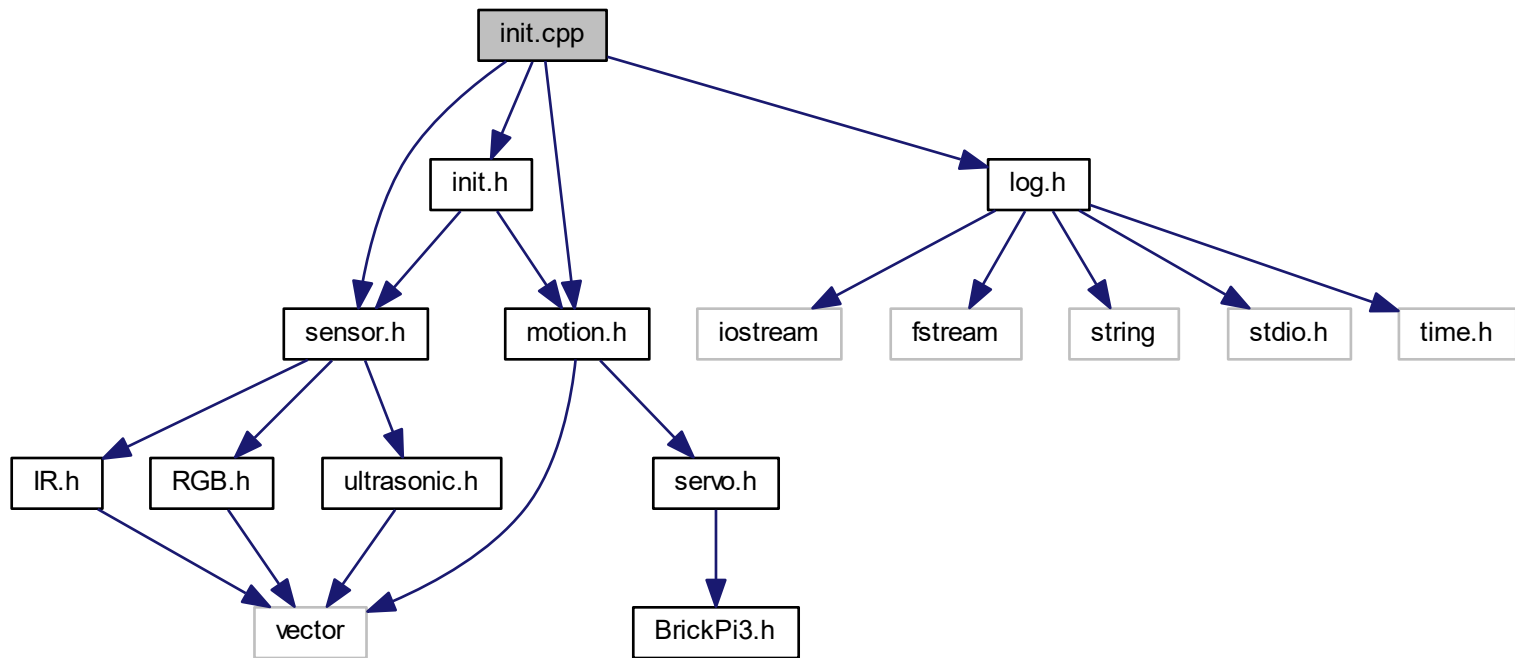 init.cpp
init.h
log.h
sensor.h
motion.h
iostream
fstream
string
stdio.h
time.h
IR.h
RGB.h
ultrasonic.h
servo.h
vector
BrickPi3.h